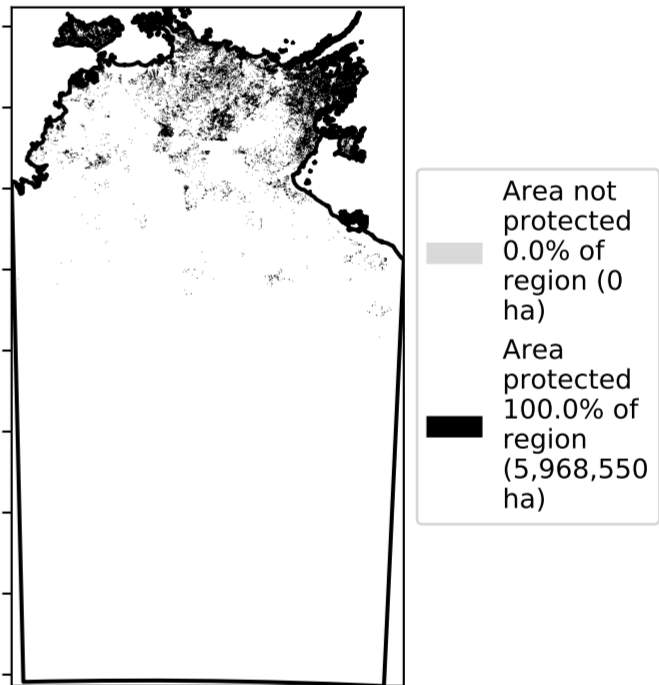 Area not
protected
0.0% of
region (0
ha)
Area
protected
100.0% of
region
(5,968,550
ha)